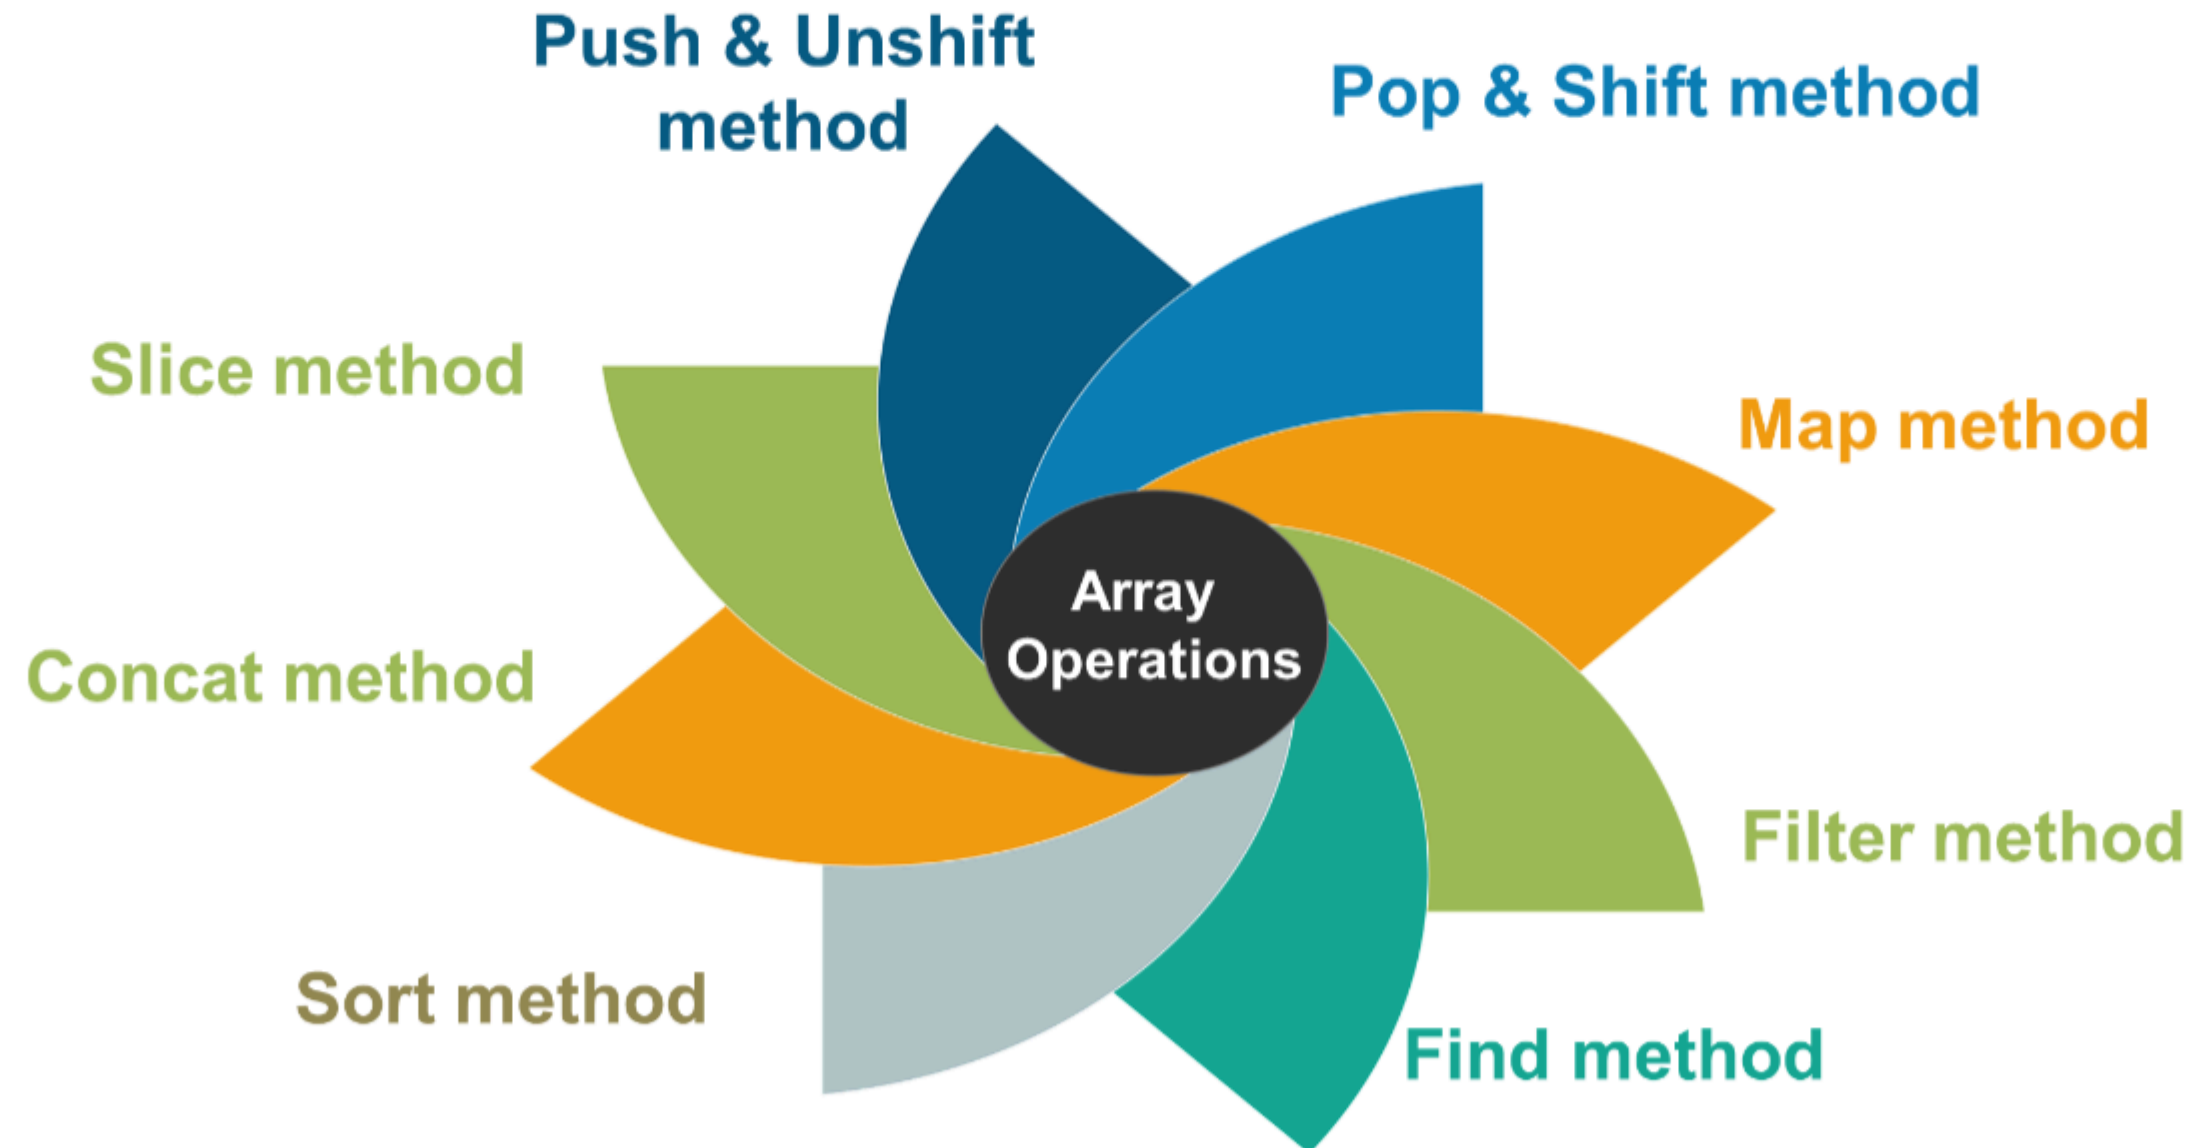 Push & Unshift
method
Pop & Shift method
Slice method
Map method
Array
Operations
Concat method
Filter method
Sort method
Find method